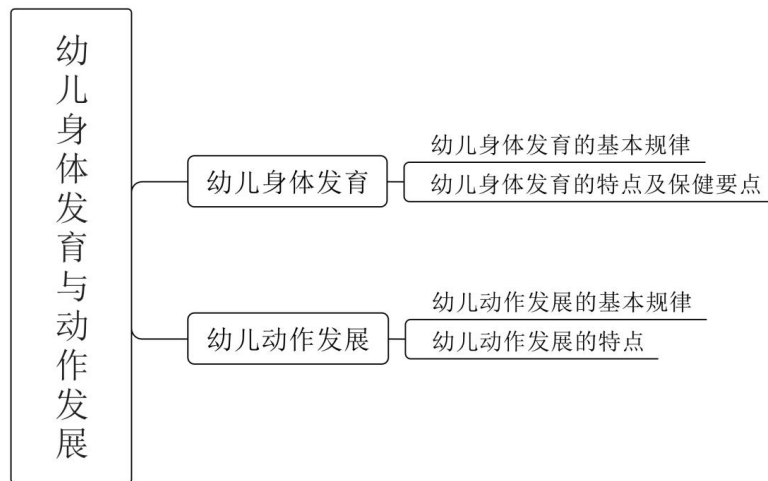 幼儿身体发育与动作发展
幼儿身体发育
幼儿身体发育的基本规律
幼儿身体发育的特点及保健要点
幼儿动作发展
幼儿动作发展的基本规律
幼儿动作发展的特点